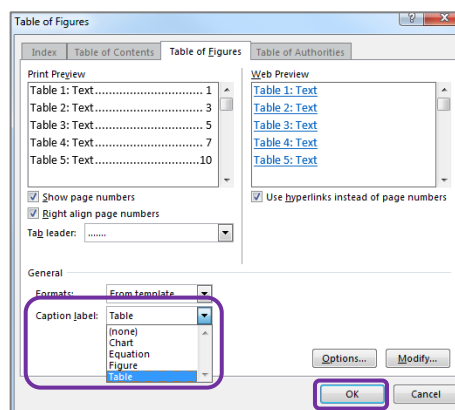 Table of Figures
Index Table of Contents Table of Figures Table of Authorities
Print Preview
Table 1: Text................... 1
Table 2: Text................... 3
Table 3: Text................... 5
Table 4: Text................... 7
Table 5: Text...................10
Web Preview
Table 1: Text
Table 2: Text
Table 3: Text
Table 4: Text
Table 5: Text
Show page numbers
Right align page numbers
Tab leader: .......
Use hyperlinks instead of page numbers
General
Formats: From template
Caption label: Table
(none)
Chart
Equation
Figure
Table
Options... Modify...
OK Cancel